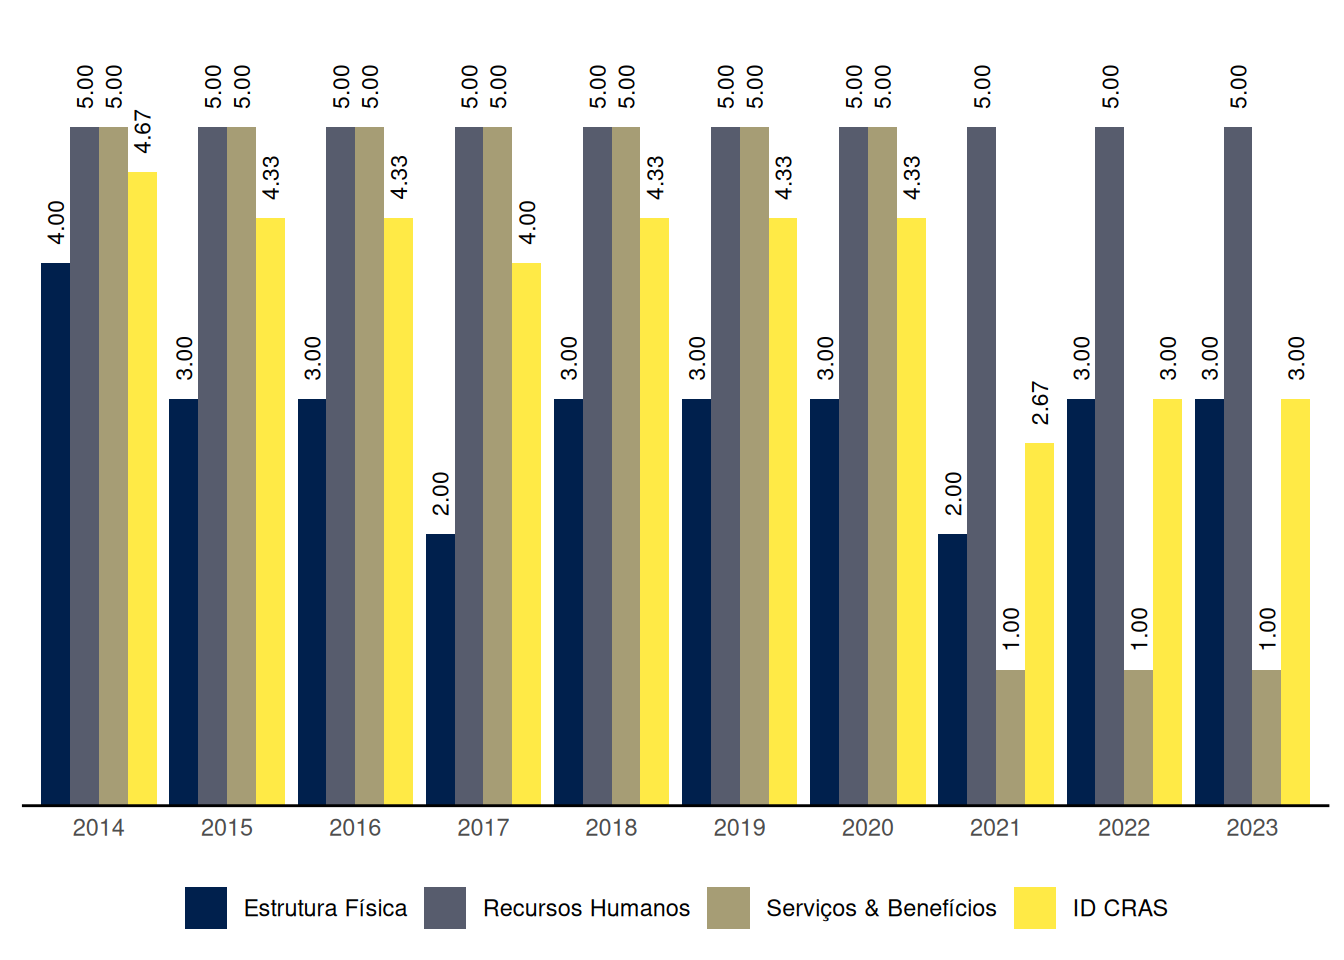 4.00 5.00 5.00 4.67 3.00 5.00 5.00 4.33 3.00 5.00 5.00 4.33 2.00 5.00 5.00 4.00 3.00 5.00 5.00 4.33 3.00 5.00 5.00 4.33 3.00 5.00 5.00 4.33 2.00 5.00 1.00 2.67 3.00 5.00 1.00 3.00 3.00 5.00 1.00 3.00
2014 2015 2016 2017 2018 2019 2020 2021 2022 2023
Estrutura Física Recursos Humanos Serviços & Benefícios ID CRAS